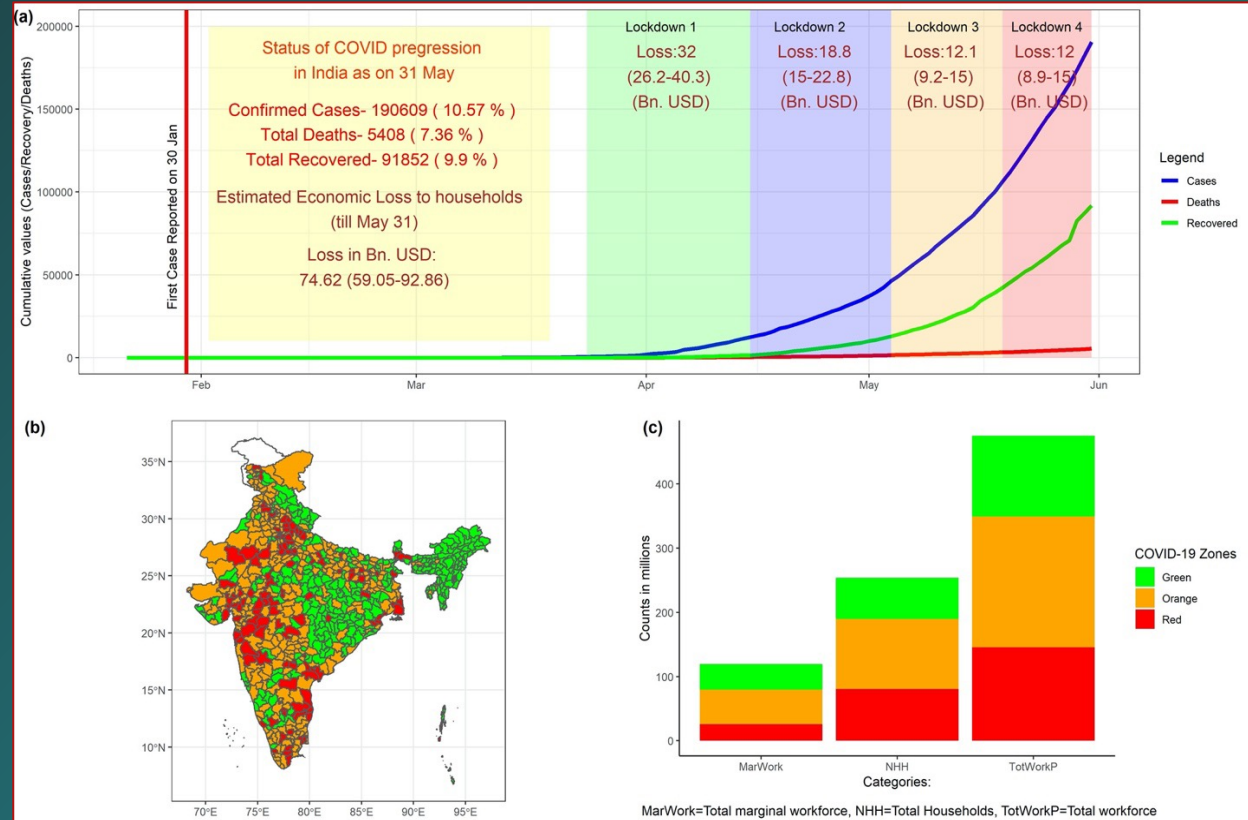 (a)
Cumulative values (Cases/Recovery/Deaths)
200000
150000
100000
50000
0
First Case Reported on 30 Jan
Status of COVID pregression
in India as on 31 May
Confirmed Cases- 190609 ( 10.57 % )
Total Deaths- 5408 ( 7.36 % )
Total Recovered- 91852 ( 9.9 % )
Estimated Economic Loss to households
(till May 31)
Loss in Bn. USD:
74.62 (59.05-92.86)
Lockdown 1
Loss:32
(26.2-40.3)
(Bn. USD)
Lockdown 2
Loss:18.8
(15-22.8)
(Bn. USD)
Lockdown 3
Loss:12.1
(9.2-15)
(Bn. USD)
Lockdown 4
Loss:12
(8.9-15)
(Bn. USD)
Feb
Mar
Apr
May
Jun
Legend
Cases
Deaths
Recovered
(b)
35°N
30°N
25°N
20°N
15°N
10°N
70°E
75°E
80°E
85°E
90°E
95°E
(c)
Counts in millions
400
300
200
100
0
MarWork
NHH
TotWorkP
Categories:
MarWork=Total marginal workforce, NHH=Total Households, TotWorkP=Total workforce
COVID-19 Zones
Green
Orange
Red